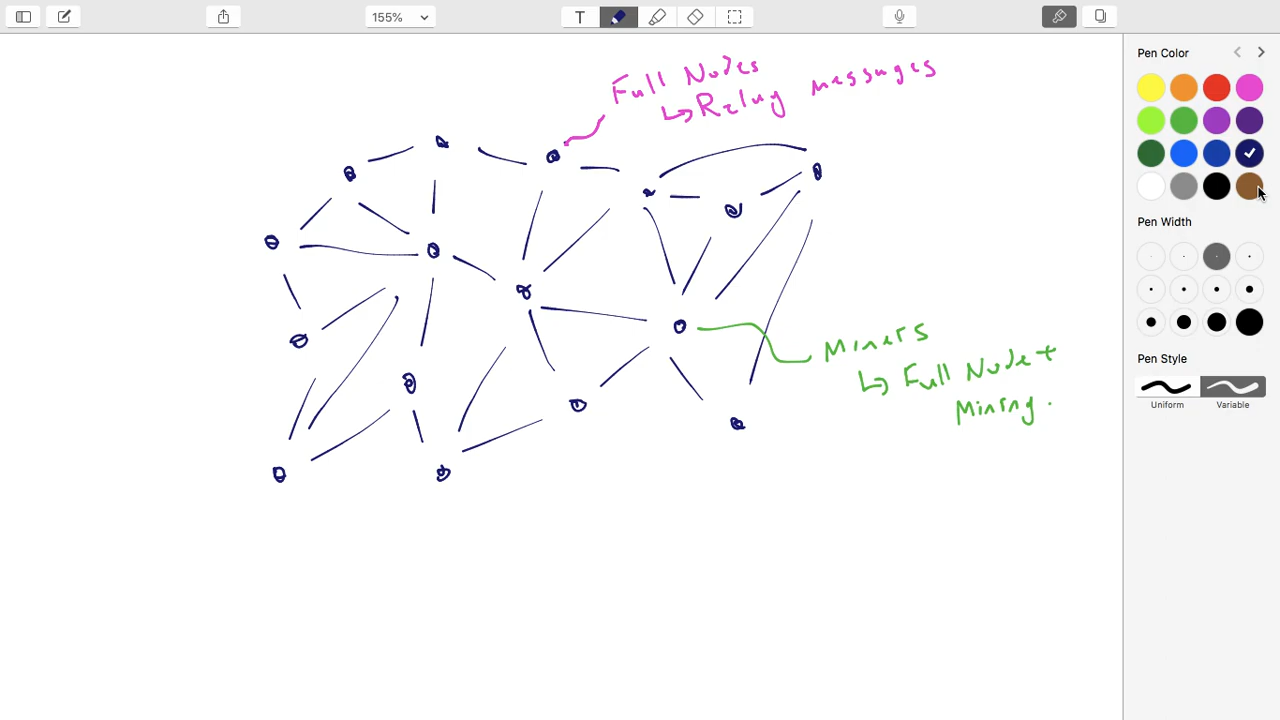 155%
T
Full Nodes
↳ Relay messages
Miners
↳ Full Node +
Mining.
Pen Color
Pen Width
Pen Style
Uniform
Variable